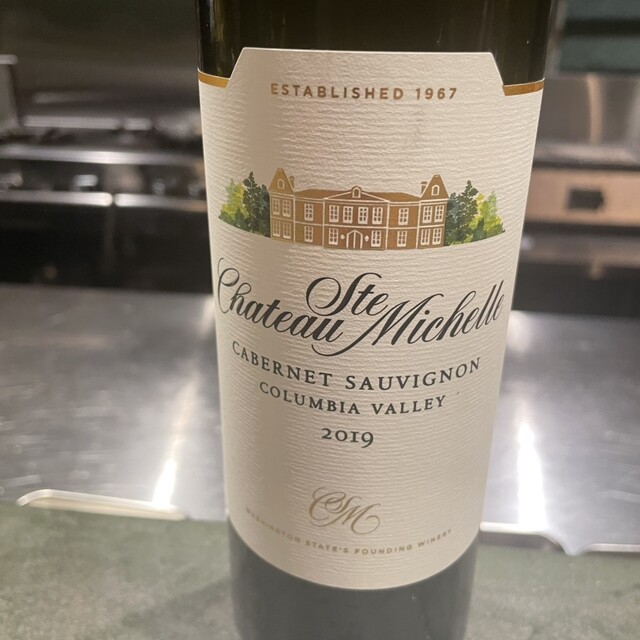 ESTABLISHED 1967
Chateau Ste Michelle
CABERNET SAUVIGNON
COLUMBIA VALLEY
2019
CSM
WASHINGTON STATE'S FOUNDING WINERY